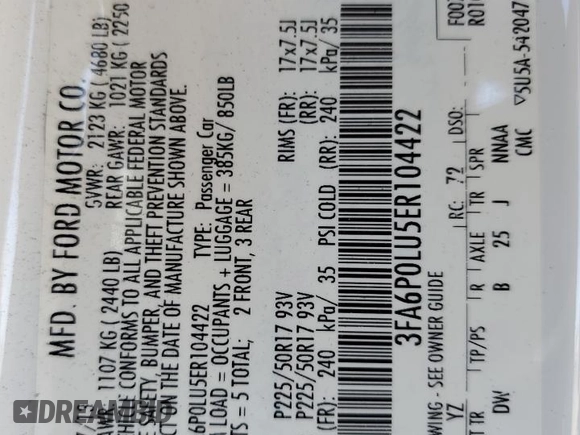 MFD. BY FORD MOTOR CO.
GVWR: 2123 KG ( 4680 LB)
1107 KG ( 2440 LB) REAR GAWR: 1021 KG ( 2250
CONFORMS TO ALL APPLICABLE FEDERAL MOTOR
SAFETY, BUMPER, AND THEFT PREVENTION STANDARDS
ON THE DATE OF MANUFACTURE SHOWN ABOVE.
6P0LU5ER104422 TYPE: Passenger Car
LOAD = OCCUPANTS + LUGGAGE = 385KG/ 850LB
= 5 TOTAL; 2 FRONT, 3 REAR
P225/50R17 93V RIMS (FR): 17x7.5J
P225/50R17 93V (RR): 17x7.5J
(FR): 240 kPa/ 35 PSI COLD (RR): 240 kPa/ 35
3FA6P0LU5ER104422
WING - SEE OWNER GUIDE
YZ RC: 72 DSO:
TR TP/PS R AXLE TR SPR
DW B 25 J NNAA
CMC
5U5A-542047
DREAMBID